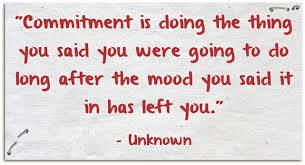 "Commitment is doing the thing
you said you were going to do
long after the mood you said it
in has left you."
- Unknown